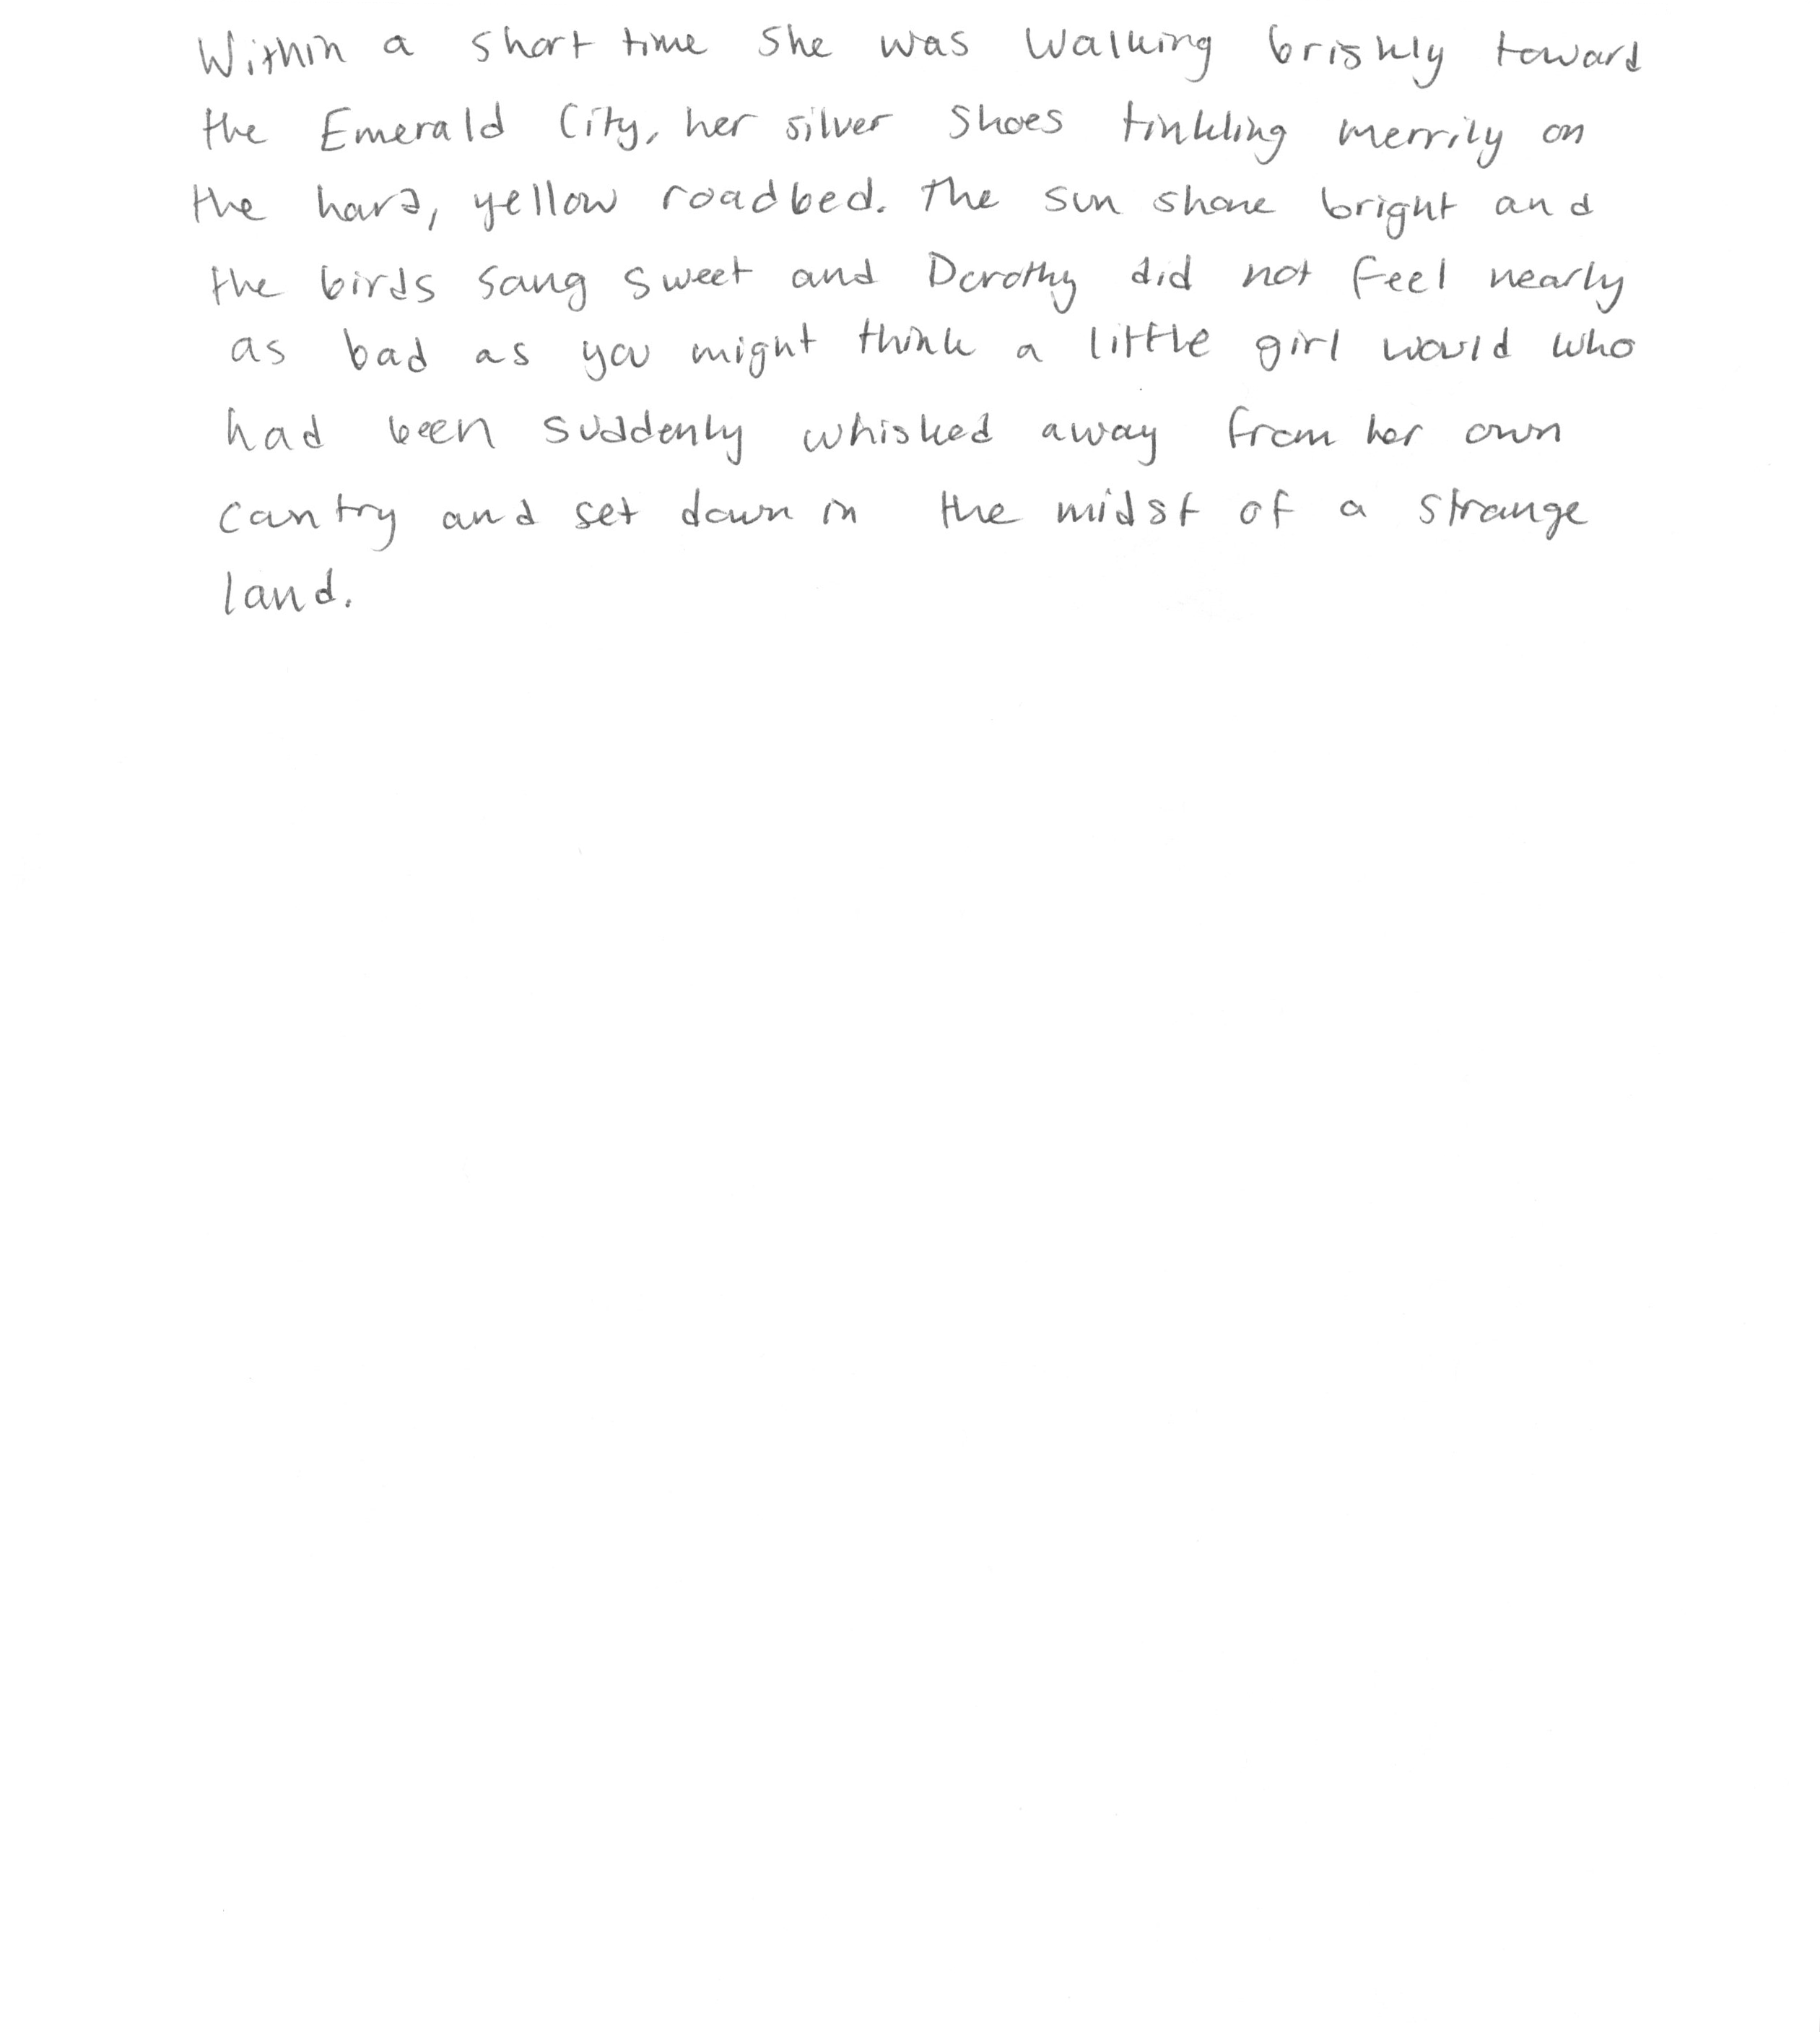 Within a short time she was walking briskly toward
the Emerald City, her silver shoes tinkling merrily on
the hard, yellow roadbed. The sun shone bright and
the birds sang sweet and Dorothy did not feel nearly
as bad as you might think a little girl would who
had been suddenly whisked away from her own
country and set down in the midst of a strange
land.